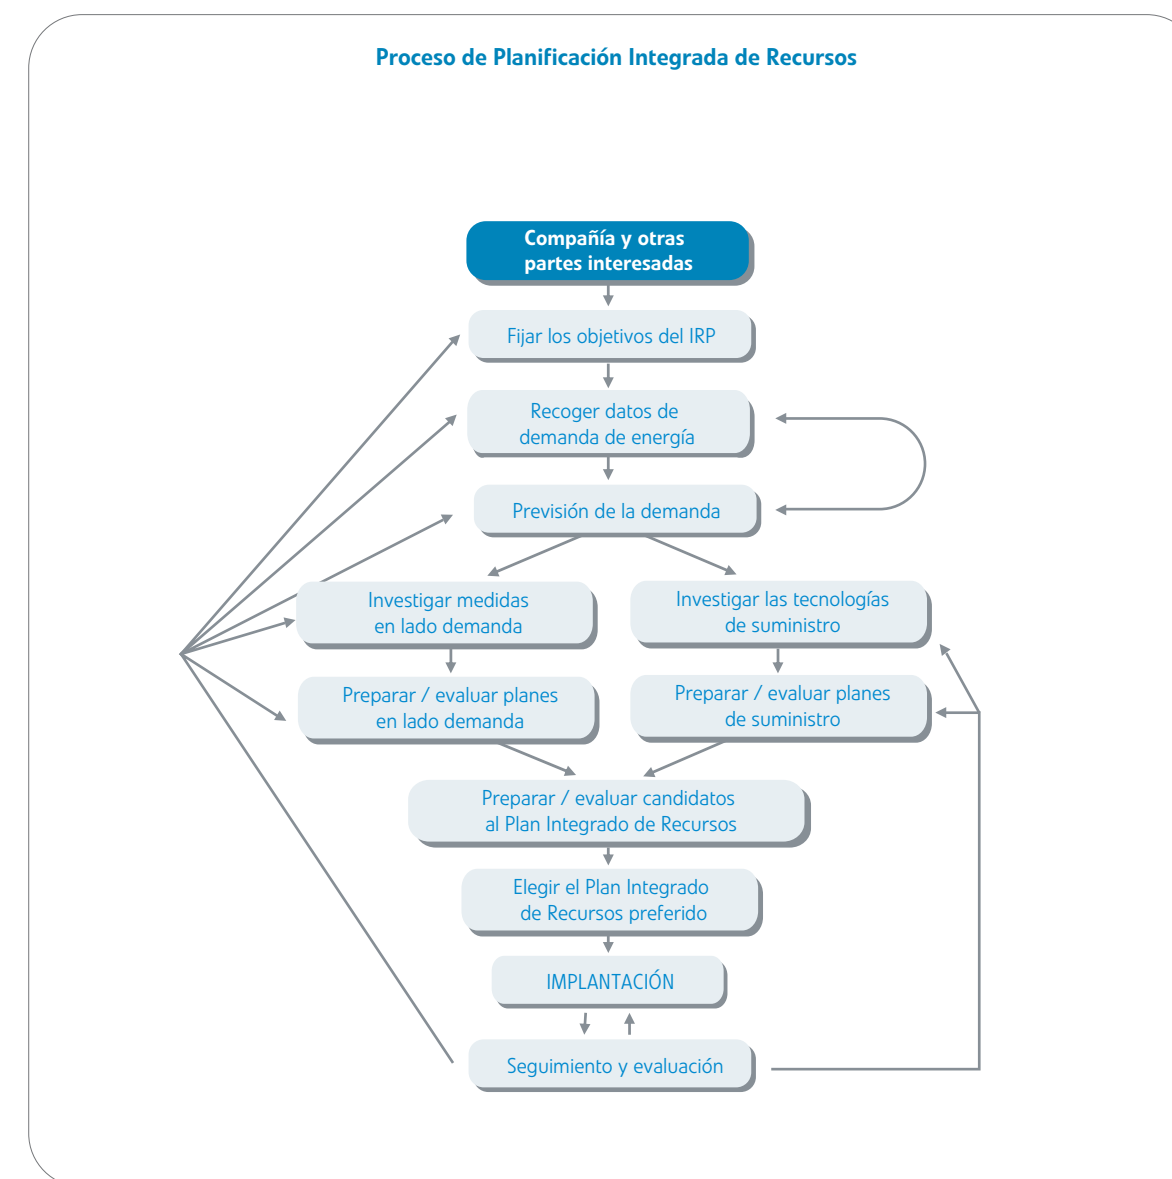 Proceso de Planificación Integrada de Recursos
Compañía y otras
partes interesadas
Fijar los objetivos del IRP
Recoger datos de
demanda de energía
Previsión de la demanda
Investigar medidas
en lado demanda
Investigar las tecnologías
de suministro
Preparar / evaluar planes
en lado demanda
Preparar / evaluar planes
de suministro
Preparar / evaluar candidatos
al Plan Integrado de Recursos
Elegir el Plan Integrado
de Recursos preferido
IMPLANTACIÓN
Seguimiento y evaluación